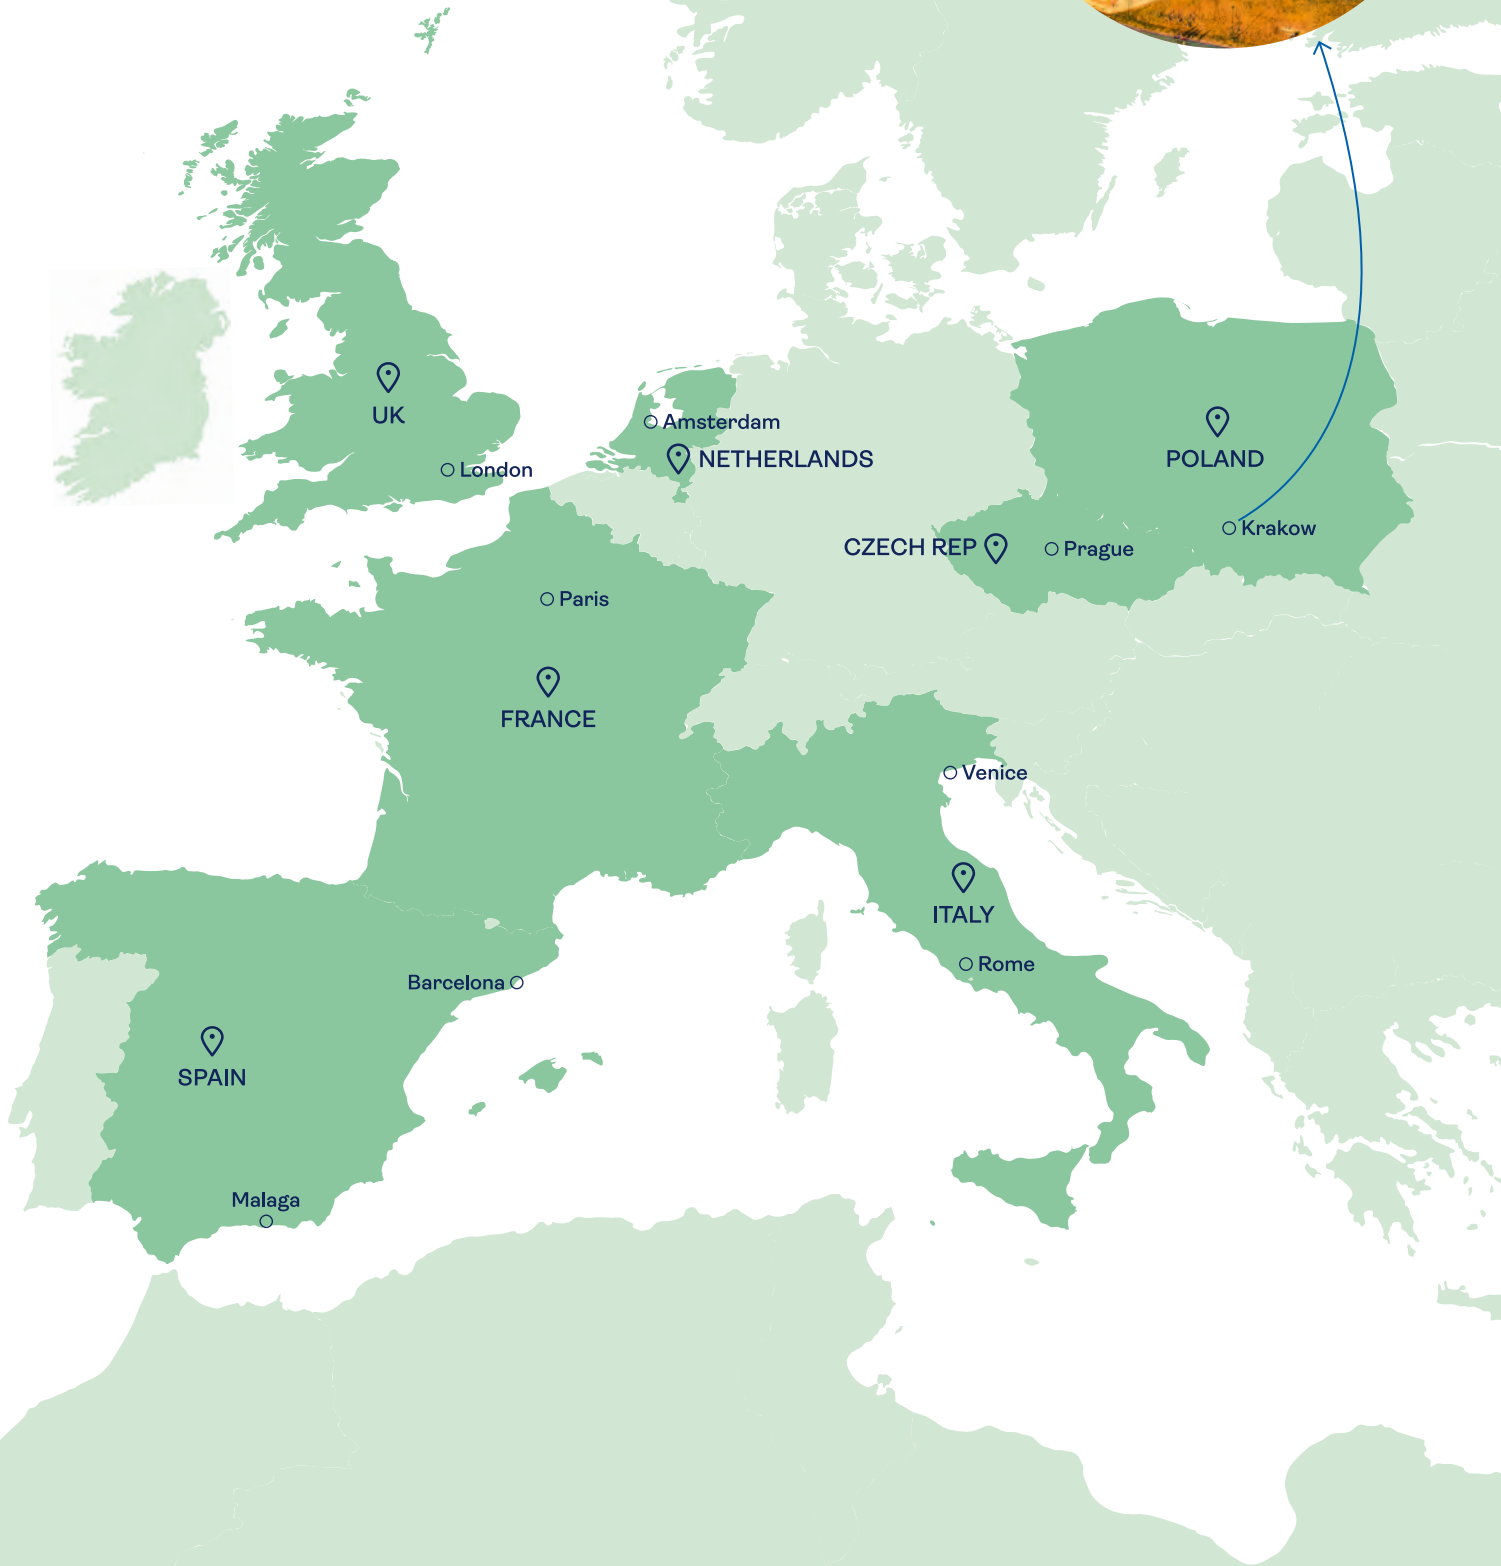 UK
Amsterdam
London
NETHERLANDS
POLAND
Krakow
CZECH REP
Prague
Paris
FRANCE
Venice
ITALY
Rome
Barcelona
SPAIN
Malaga